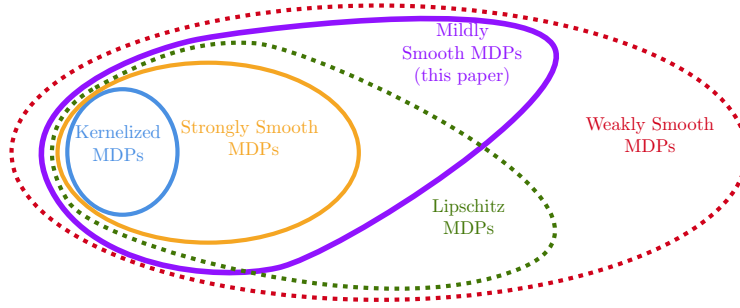 Mildly
Smooth MDPs
(this paper)
Kernelized
MDPs
Strongly Smooth
MDPs
Weakly Smooth
MDPs
Lipschitz
MDPs